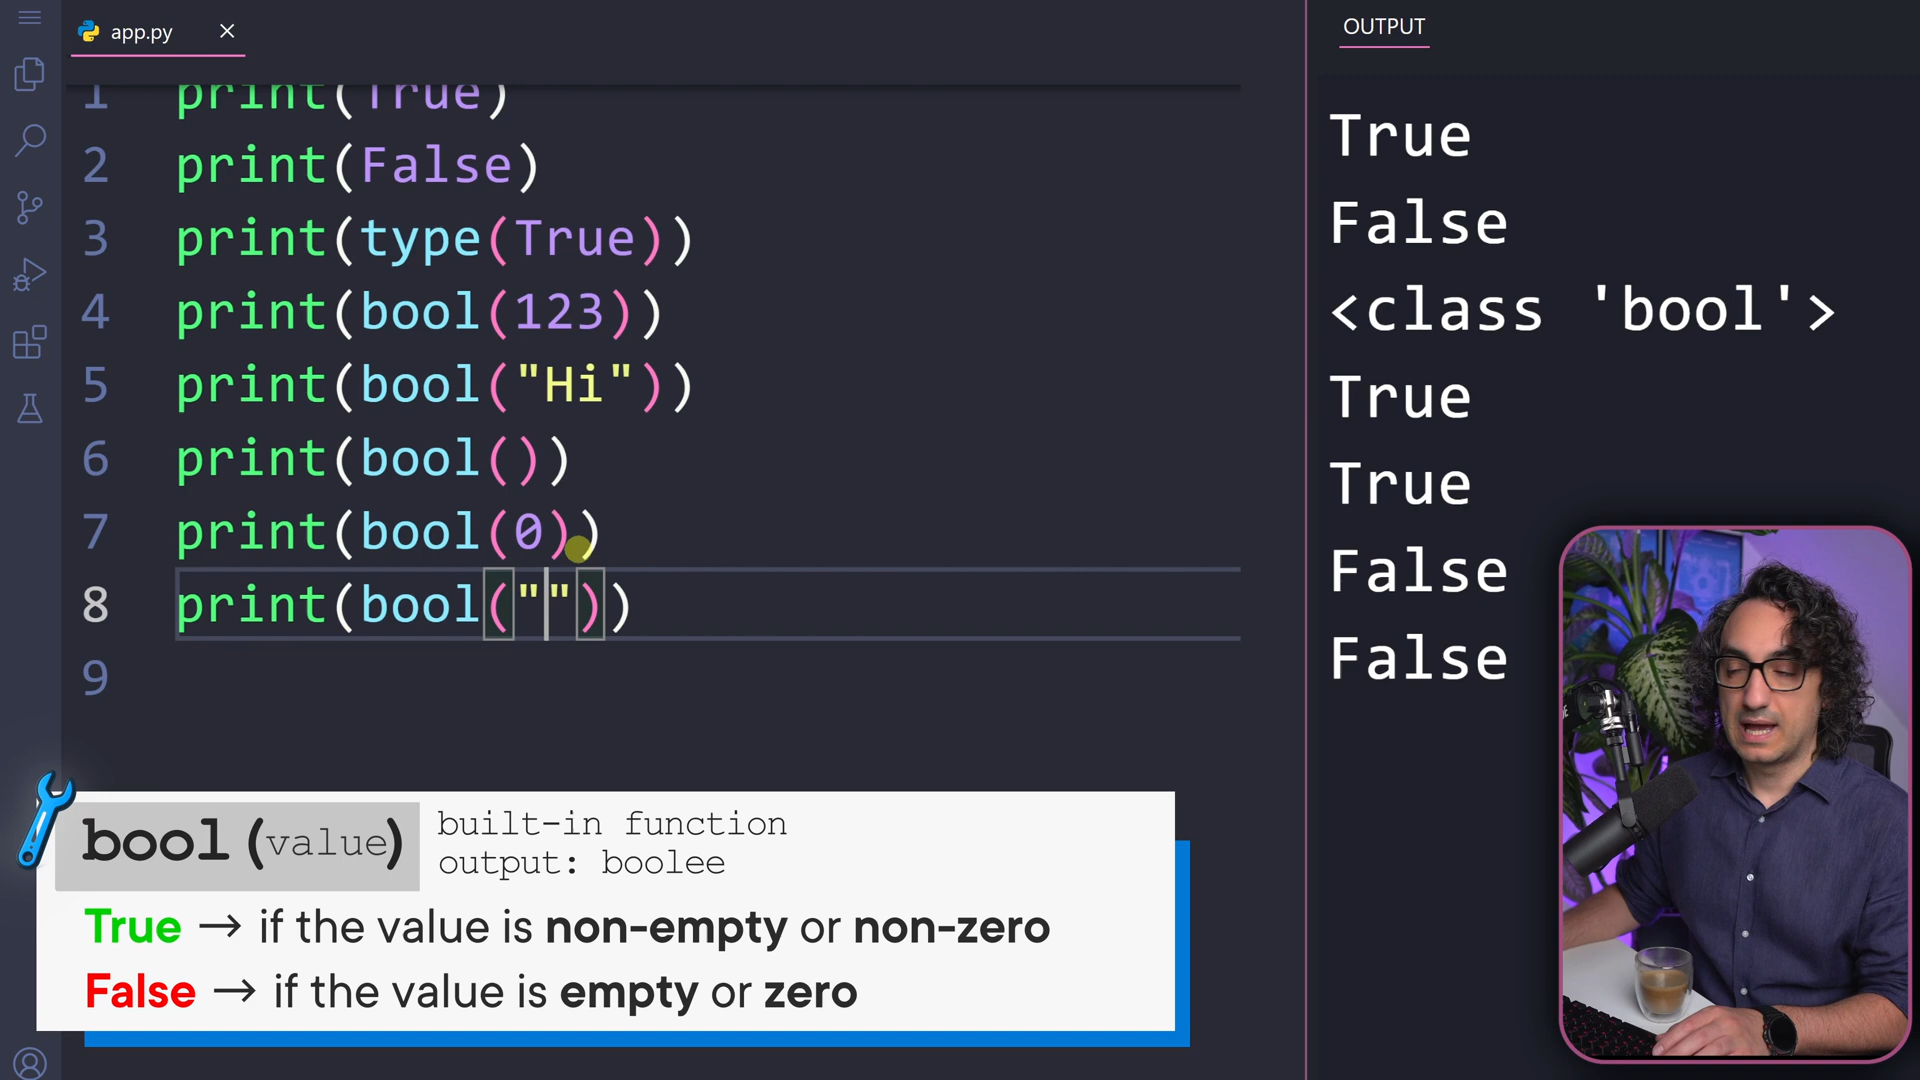 app.py
OUTPUT
1 print(True)
2 print(False)
3 print(type(True))
4 print(bool(123))
5 print(bool("Hi"))
6 print(bool())
7 print(bool(0))
8 print(bool(""))
9
True
False
<class 'bool'>
True
True
False
False
bool(value)
built-in function
output: boolee
True → if the value is non-empty or non-zero
False → if the value is empty or zero